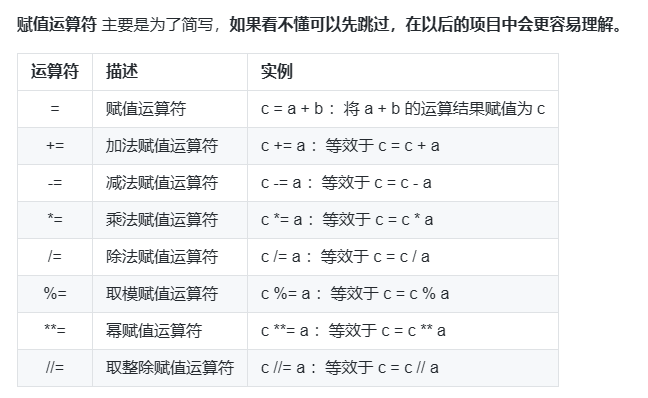 赋值运算符 主要是为了简写，如果看不懂可以先跳过，在以后的项目中会更容易理解。
运算符 描述 实例
= 赋值运算符 c = a + b： 将 a + b 的运算结果赋值为 c
+= 加法赋值运算符 c += a： 等效于 c = c + a
-= 减法赋值运算符 c -= a： 等效于 c = c - a
*= 乘法赋值运算符 c *= a： 等效于 c = c * a
/= 除法赋值运算符 c /= a： 等效于 c = c / a
%= 取模赋值运算符 c %= a： 等效于 c = c % a
**= 幂赋值运算符 c **= a： 等效于 c = c ** a
//= 取整除赋值运算符 c //= a： 等效于 c = c // a